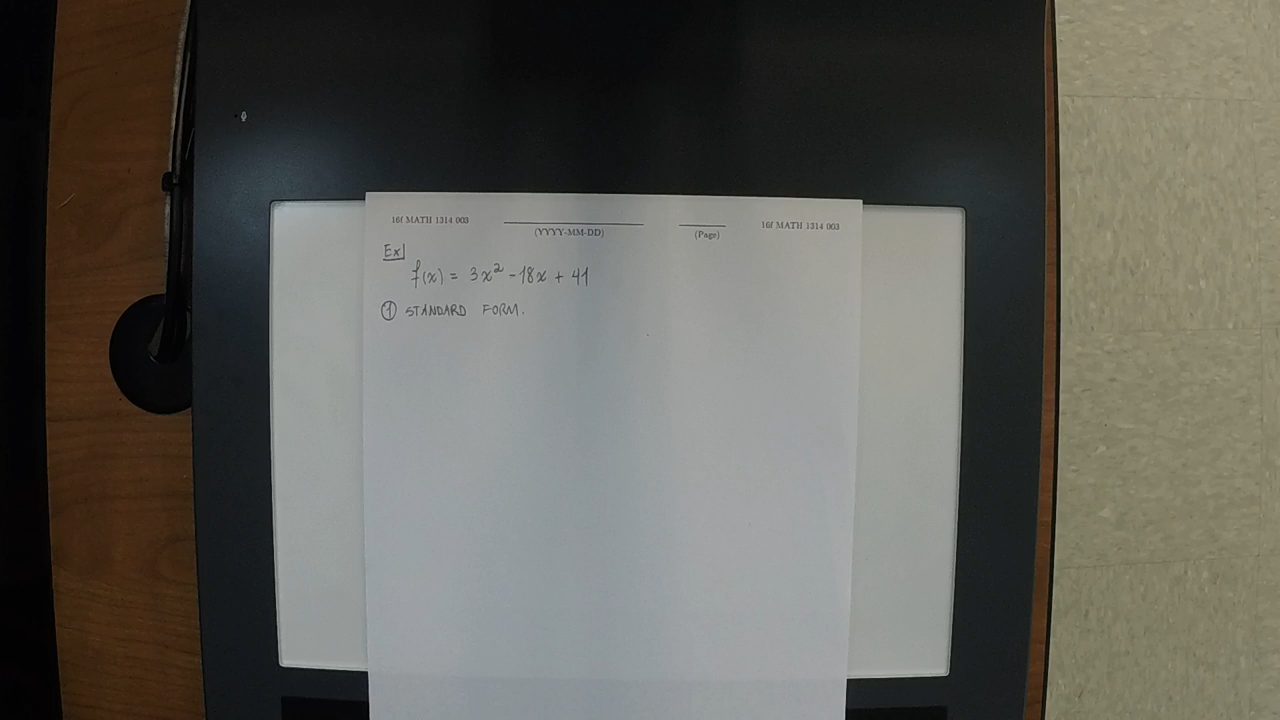 16f MATH 1314 003 (YYYY-MM-DD) (Page) 16f MATH 1314 003
Ex
f(x) = 3x² - 18x + 41
① STANDARD FORM.